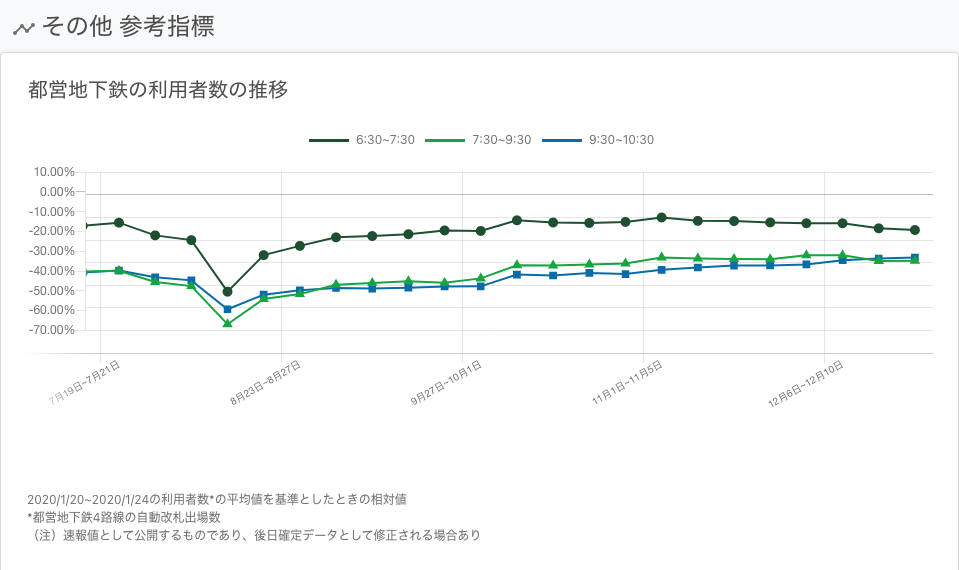 その他 参考指標
都営地下鉄の利用者数の推移
6:30~7:30 7:30~9:30 9:30~10:30
10.00%
0.00%
-10.00%
-20.00%
-30.00%
-40.00%
-50.00%
-60.00%
-70.00%
7月19日~7月21日 8月23日~8月27日 9月27日~10月1日 11月1日~11月5日 12月6日~12月10日
2020/1/20~2020/1/24の利用者数*の平均値を基準としたときの相対値
*都営地下鉄4路線の自動改札出場数
（注）速報値として公開するものであり、後日確定データとして修正される場合あり